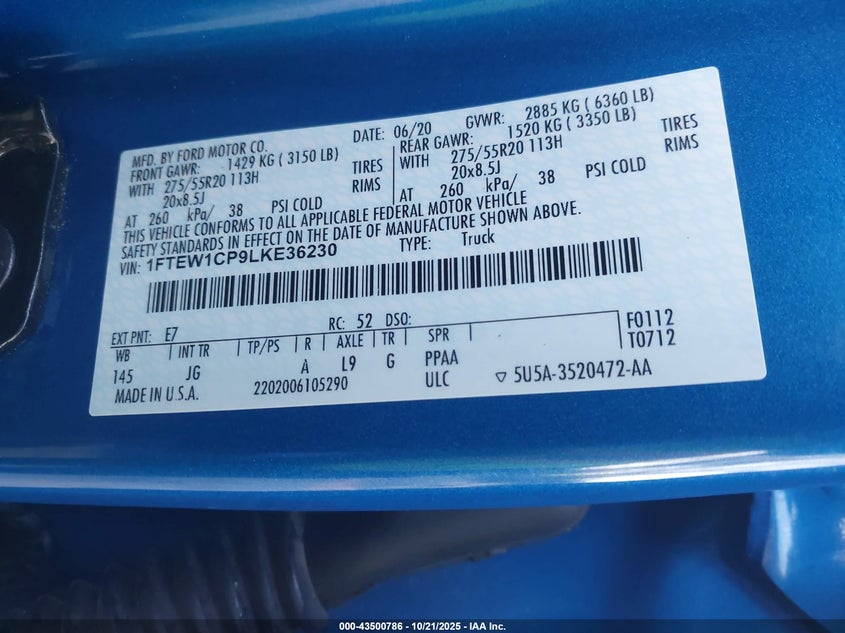 MFD. BY FORD MOTOR CO.
DATE: 06/20 GVWR: 2885 KG ( 6360 LB)
FRONT GAWR: 1429 KG ( 3150 LB) REAR GAWR: 1520 KG ( 3350 LB)
WITH 275/55R20 113H TIRES WITH 275/55R20 113H TIRES
20x8.5J RIMS 20x8.5J RIMS
AT 260 kPa/ 38 PSI COLD AT 260 kPa/ 38 PSI COLD
THIS VEHICLE CONFORMS TO ALL APPLICABLE FEDERAL MOTOR VEHICLE
SAFETY STANDARDS IN EFFECT ON THE DATE OF MANUFACTURE SHOWN ABOVE.
VIN: 1FTEW1CP9LKE36230 TYPE: Truck
EXT PNT: E7 RC: 52 DSO: F0112
WB INT TR TP/PS R AXLE TR SPR T0712
145 JG A L9 G PPAA
MADE IN U.S.A. 2202006105290 ULC ▽ 5U5A-3520472-AA
000-43500786 - 10/21/2025 - IAA Inc.